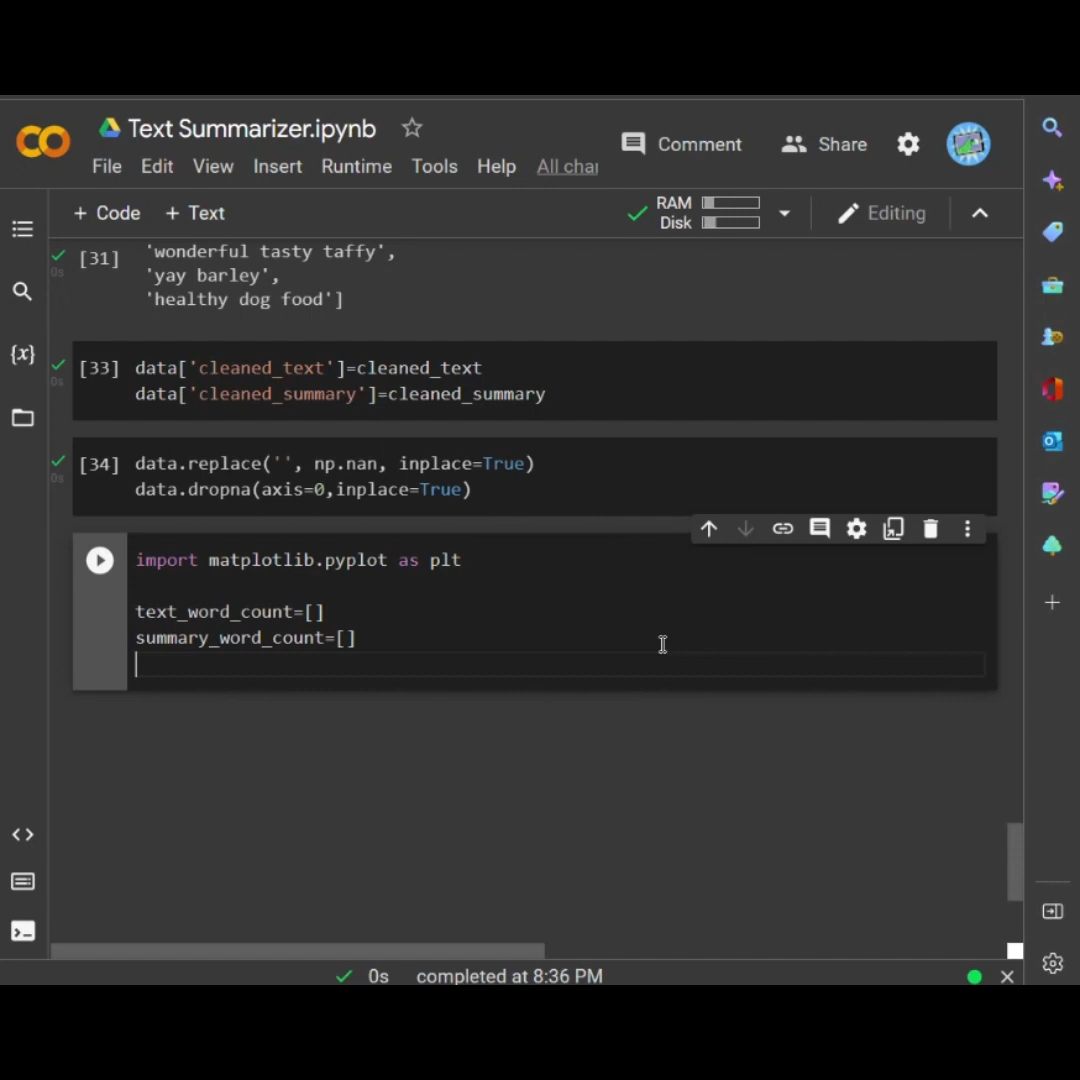 Text Summarizer.ipynb
Comment
Share
File Edit View Insert Runtime Tools Help All chai
+ Code + Text
RAM
Disk
Editing
0s
[31] 'wonderful tasty taffy',
'yay barley',
'healthy dog food']
0s
[33] data['cleaned_text']=cleaned_text
data['cleaned_summary']=cleaned_summary
0s
[34] data.replace('', np.nan, inplace=True)
data.dropna(axis=0,inplace=True)
import matplotlib.pyplot as plt
text_word_count=[]
summary_word_count=[]
{x}
0s completed at 8:36 PM